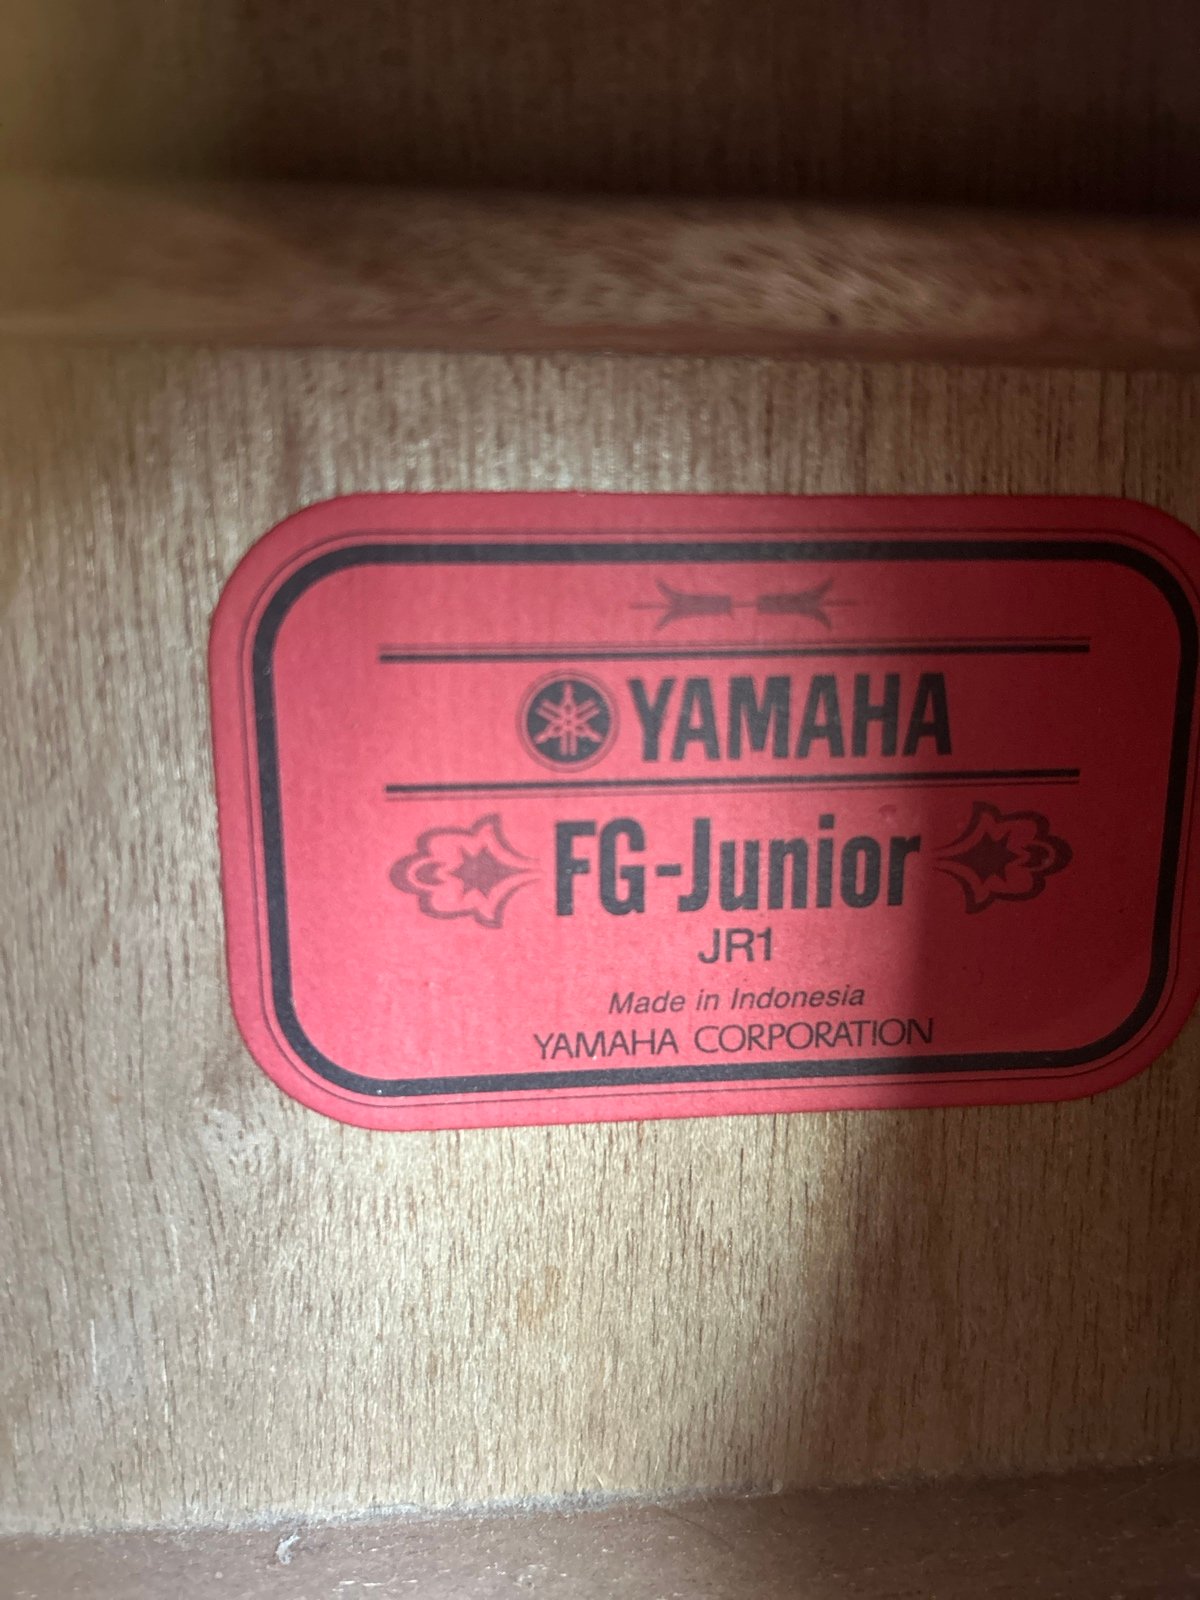 YAMAHA
FG-Junior
JR1
Made in Indonesia
YAMAHA CORPORATION